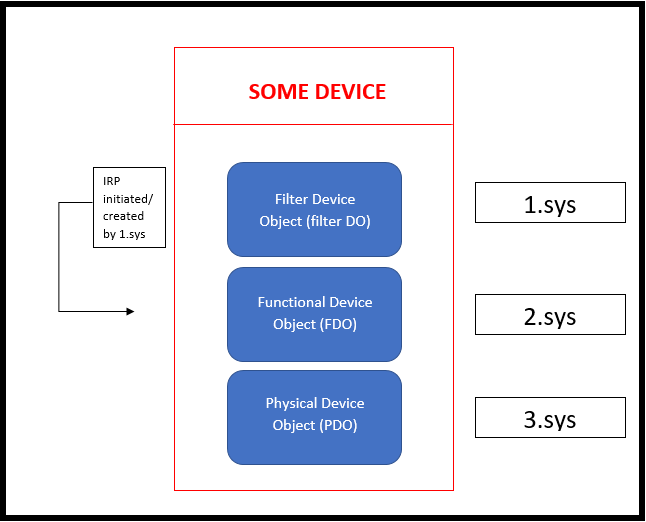 SOME DEVICE
IRP
initiated/
created
by 1.sys
Filter Device
Object (filter DO)
1.sys
Functional Device
Object (FDO)
2.sys
Physical Device
Object (PDO)
3.sys